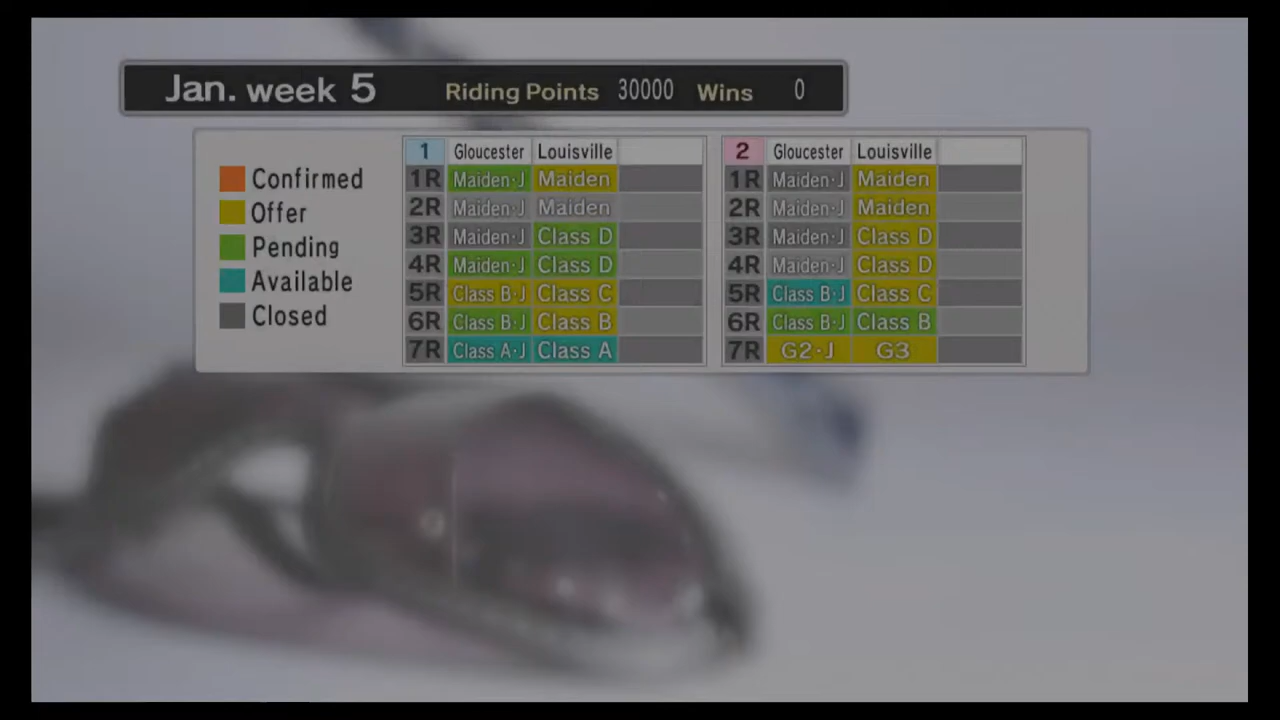 Jan. week 5 Riding Points 30000 Wins 0
1 Gloucester Louisville 2 Gloucester Louisville
Confirmed 1R Maiden·J Maiden 1R Maiden·J Maiden
Offer 2R Maiden·J Maiden 2R Maiden·J Maiden
Pending 3R Maiden·J Class D 3R Maiden·J Class D
4R Maiden·J Class D 4R Maiden·J Class D
Available 5R Class B·J Class C 5R Class B·J Class C
Closed 6R Class B·J Class B 6R Class B·J Class B
7R Class A·J Class A 7R G2·J G3